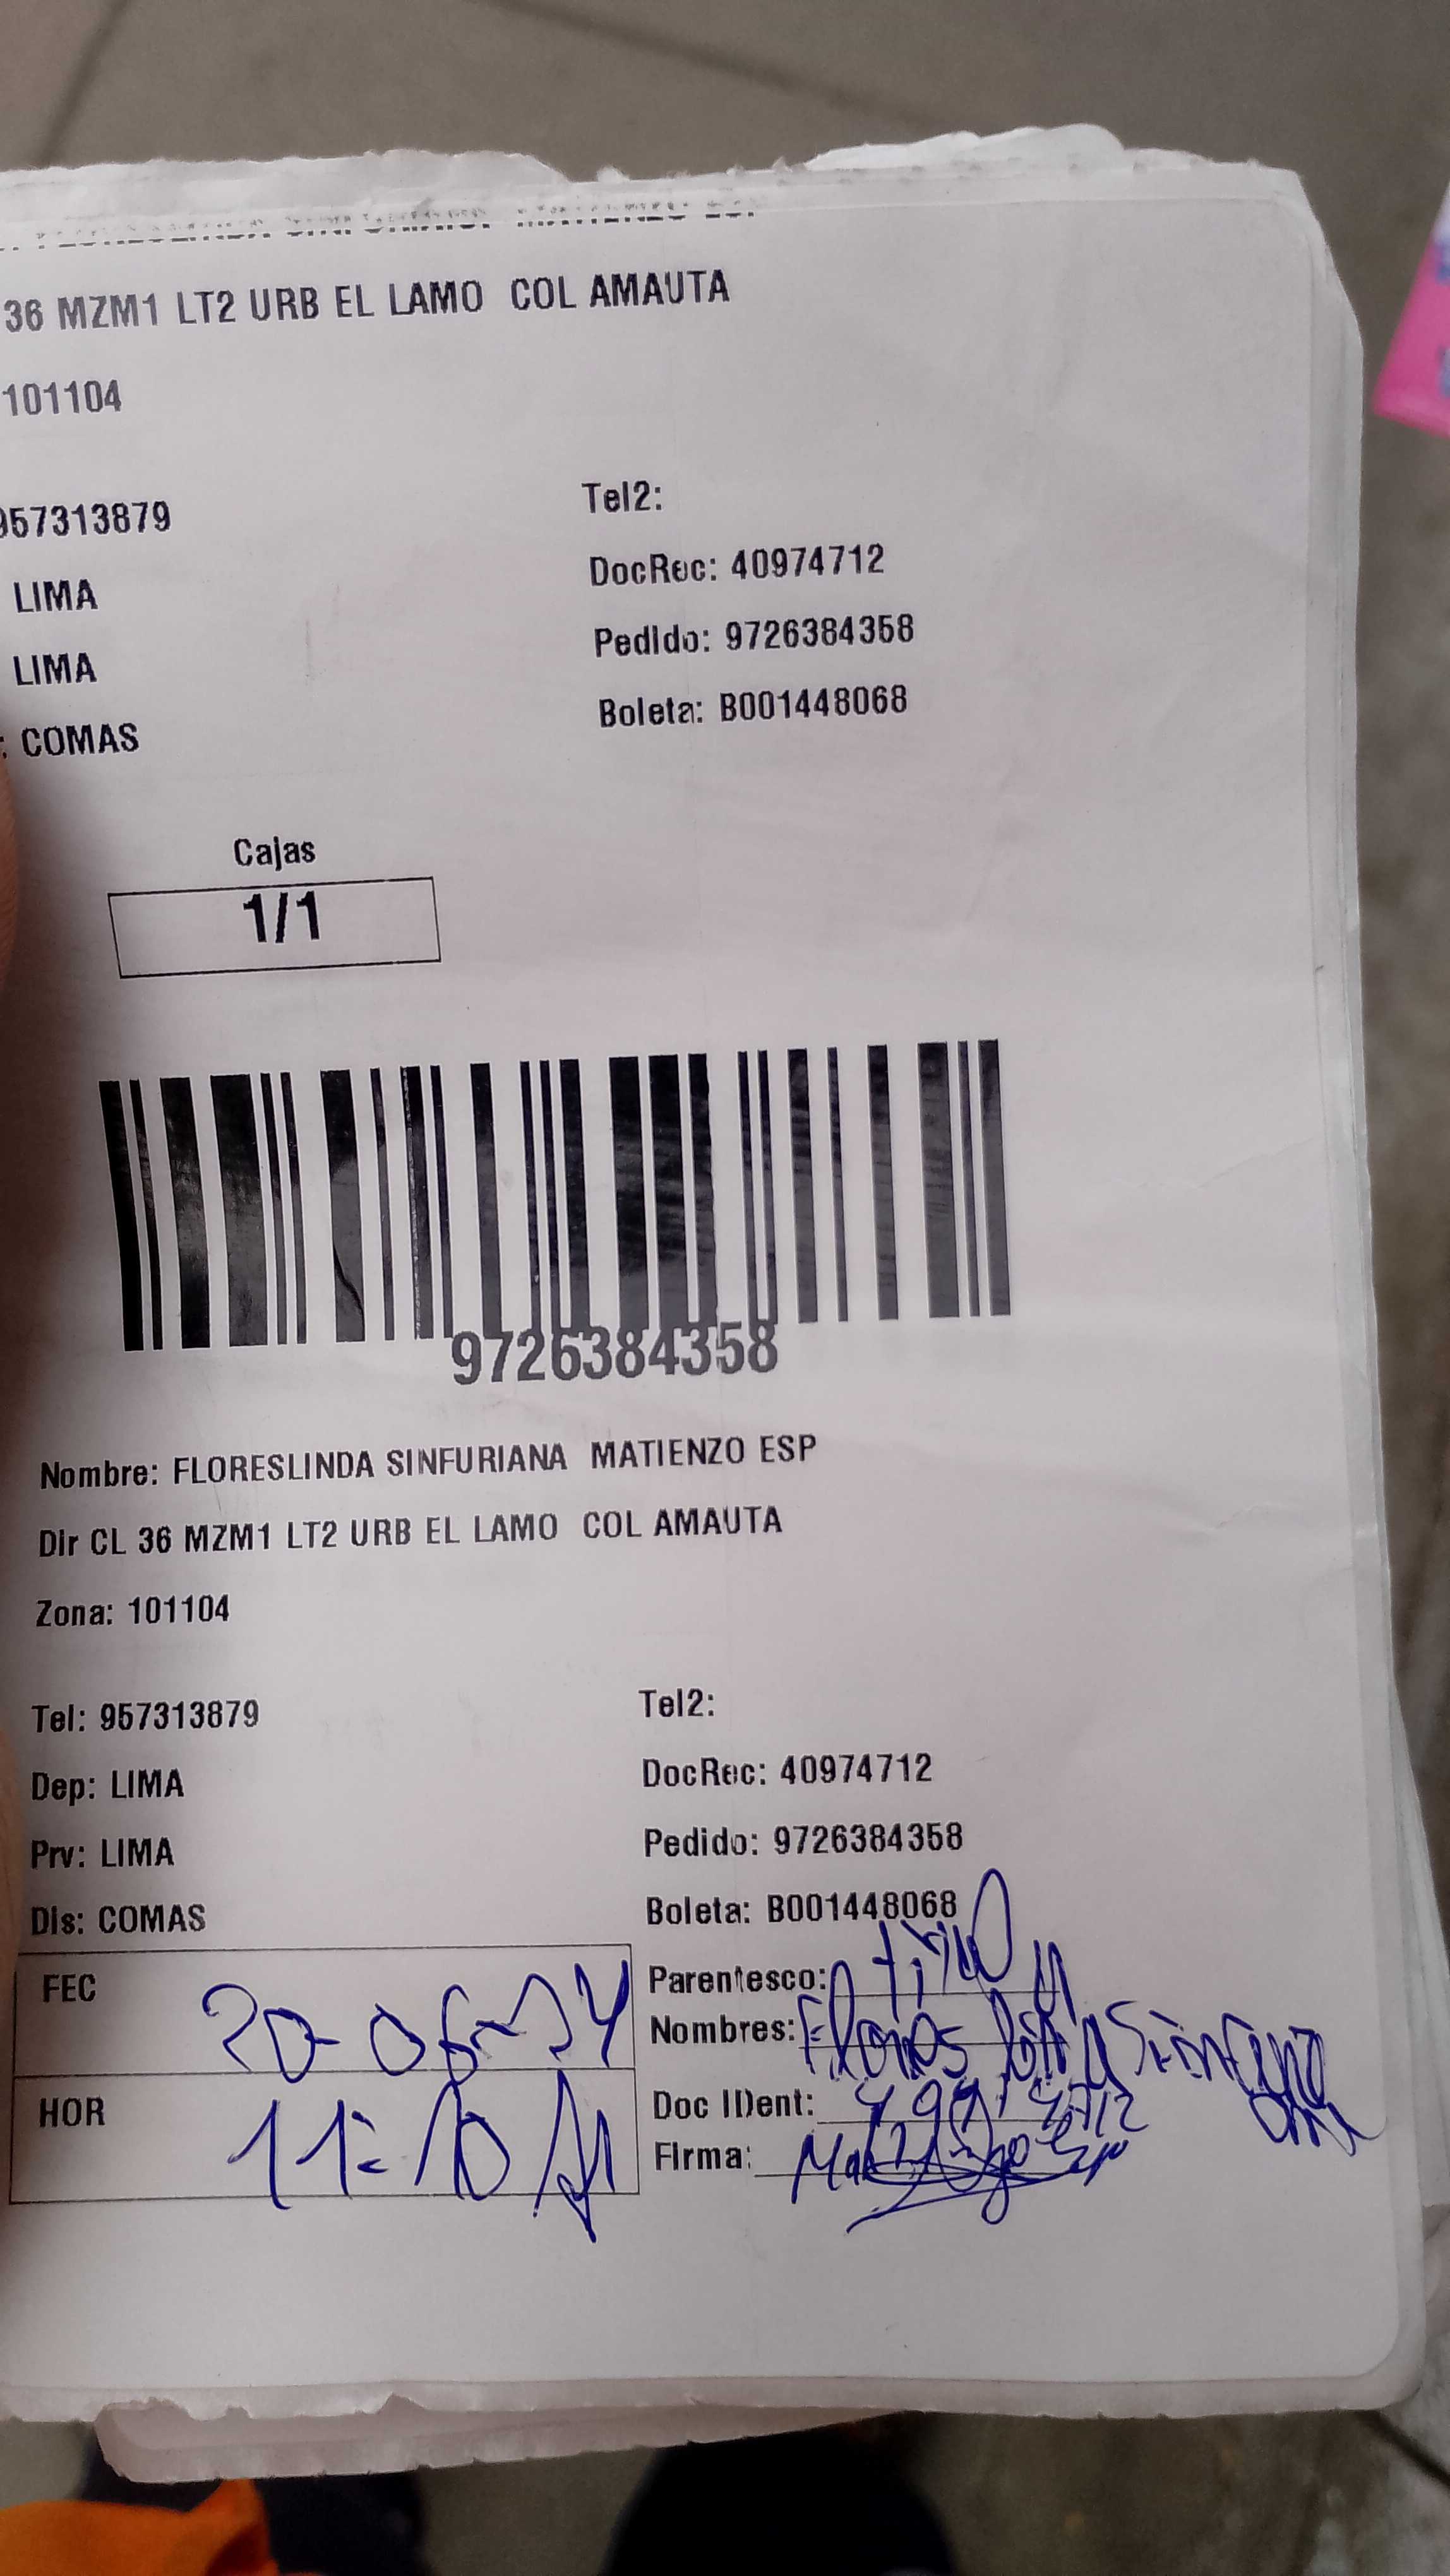 36 MZM1 LT2 URB EL LAMO COL AMAUTA
101104
957313879
Tel2:
LIMA
DocRec: 40974712
LIMA
Pedido: 9726384358
: COMAS
Boleta: B001448068
Cajas
1/1
9726384358
Nombre: FLORESLINDA SINFURIANA MATIENZO ESP
Dir CL 36 MZM1 LT2 URB EL LAMO COL AMAUTA
Zona: 101104
Tel: 957313879
Tel2:
Dep: LIMA
DocRec: 40974712
Prv: LIMA
Pedido: 9726384358
Dis: COMAS
Boleta: B001448068
FEC 20-06-24
Parentesco:
Nombres:
HOR 11:10
Doc IDent:
Firma: